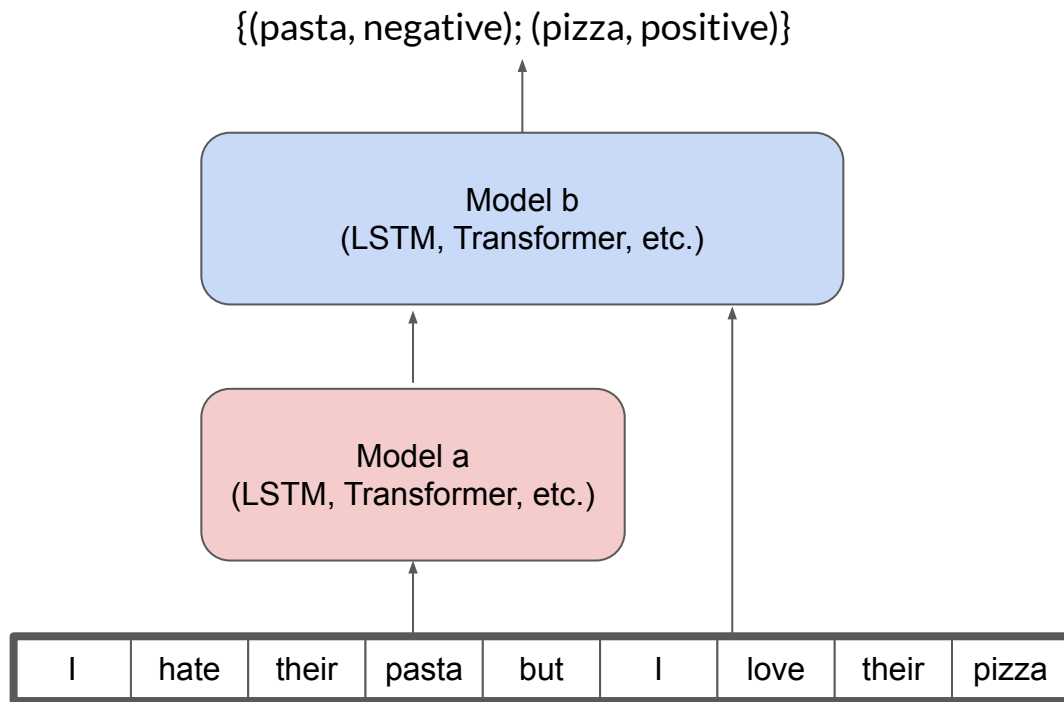 {(pasta, negative); (pizza, positive)}
Model b
(LSTM, Transformer, etc.)
Model a
(LSTM, Transformer, etc.)
I hate their pasta but I love their pizza